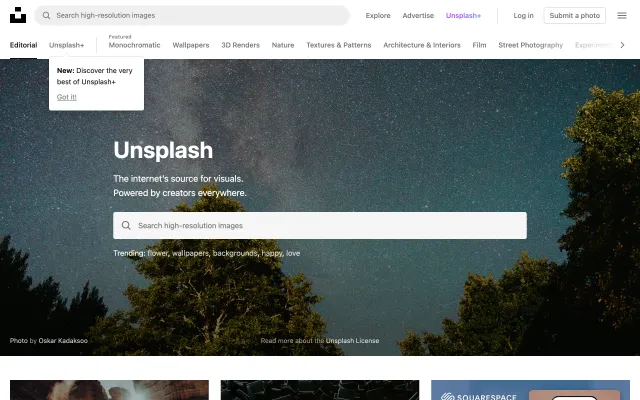 Search high-resolution images
Explore
Advertise
Unsplash+
Log in
Submit a photo
Editorial
Unsplash+
Featured
Monochromatic
Wallpapers
3D Renders
Nature
Textures & Patterns
Architecture & Interiors
Film
Street Photography
New: Discover the very
best of Unsplash+
Got it!
Unsplash
The internet's source for visuals.
Powered by creators everywhere.
Search high-resolution images
Trending: flower, wallpapers, backgrounds, happy, love
Photo by Oskar Kadaksoo
Read more about the Unsplash License
SQUARESPACE